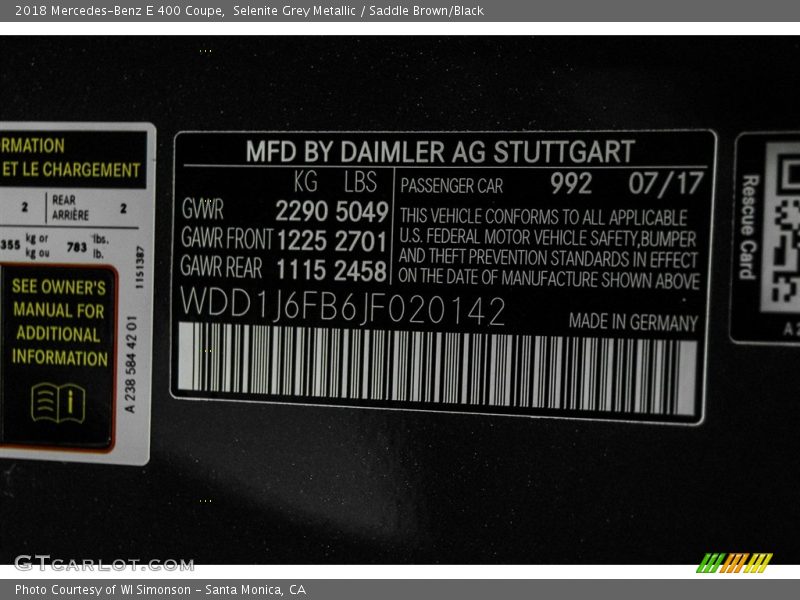 2018 Mercedes-Benz E 400 Coupe, Selenite Grey Metallic / Saddle Brown/Black
RMATION
ET LE CHARGEMENT
2 REAR ARRIÈRE 2
355 kg or kg ou 783 lbs. lb.
1151387
SEE OWNER'S
MANUAL FOR
ADDITIONAL
INFORMATION
A 238 584 42 01
MFD BY DAIMLER AG STUTTGART
KG LBS
GVWR 2290 5049
GAWR FRONT 1225 2701
GAWR REAR 1115 2458
PASSENGER CAR 992 07/17
THIS VEHICLE CONFORMS TO ALL APPLICABLE
U.S. FEDERAL MOTOR VEHICLE SAFETY,BUMPER
AND THEFT PREVENTION STANDARDS IN EFFECT
ON THE DATE OF MANUFACTURE SHOWN ABOVE
WDD1J6FB6JF020142
MADE IN GERMANY
Rescue Card
A 2
GTCARLOT.COM
Photo Courtesy of WI Simonson - Santa Monica, CA